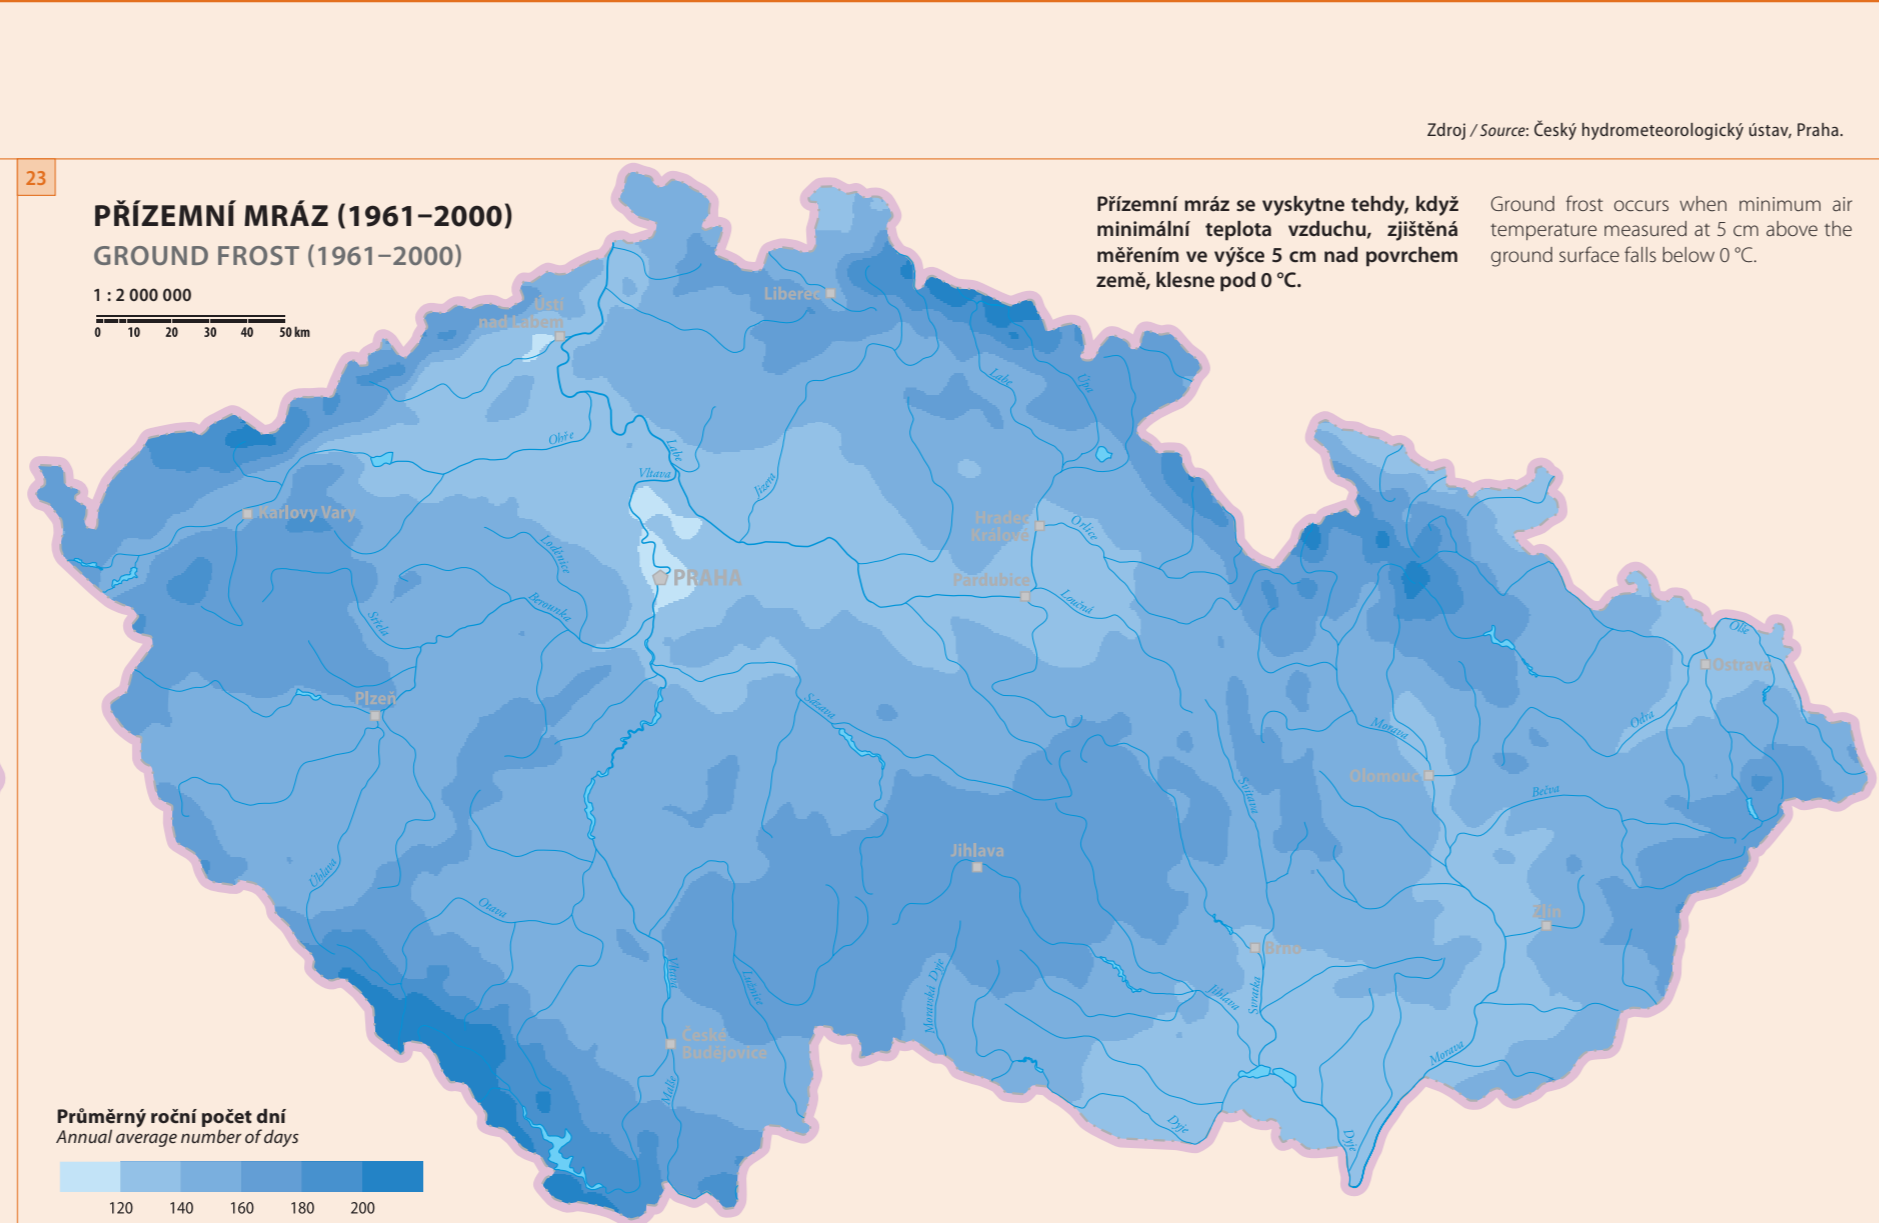 Zdroj / Source: Český hydrometeorologický ústav, Praha.
23
PŘÍZEMNÍ MRÁZ (1961–2000)
GROUND FROST (1961–2000)
1 : 2 000 000
0 10 20 30 40 50 km
Přízemní mráz se vyskytne tehdy, když
minimální teplota vzduchu, zjištěná
měřením ve výšce 5 cm nad povrchem
země, klesne pod 0 °C.
Ground frost occurs when minimum air
temperature measured at 5 cm above the
ground surface falls below 0 °C.
Ústí
nad Labem
Liberec
Labe
Úpa
Ohře
Labe
Vltava
Jizera
Karlovy Vary
Hradec
Králové
Orlice
Loděnice
PRAHA
Pardubice
Loučná
Berounka
Střela
Olše
Ostrava
Plzeň
Sázava
Morava
Odra
Olomouc
Svitava
Bečva
Jihlava
Úhlava
Otava
Zlín
Brno
Vltava
Lužnice
Moravská Dyje
Jihlava
Svratka
České
Budějovice
Malše
Morava
Dyje
Dyje
Průměrný roční počet dní
Annual average number of days
120 140 160 180 200